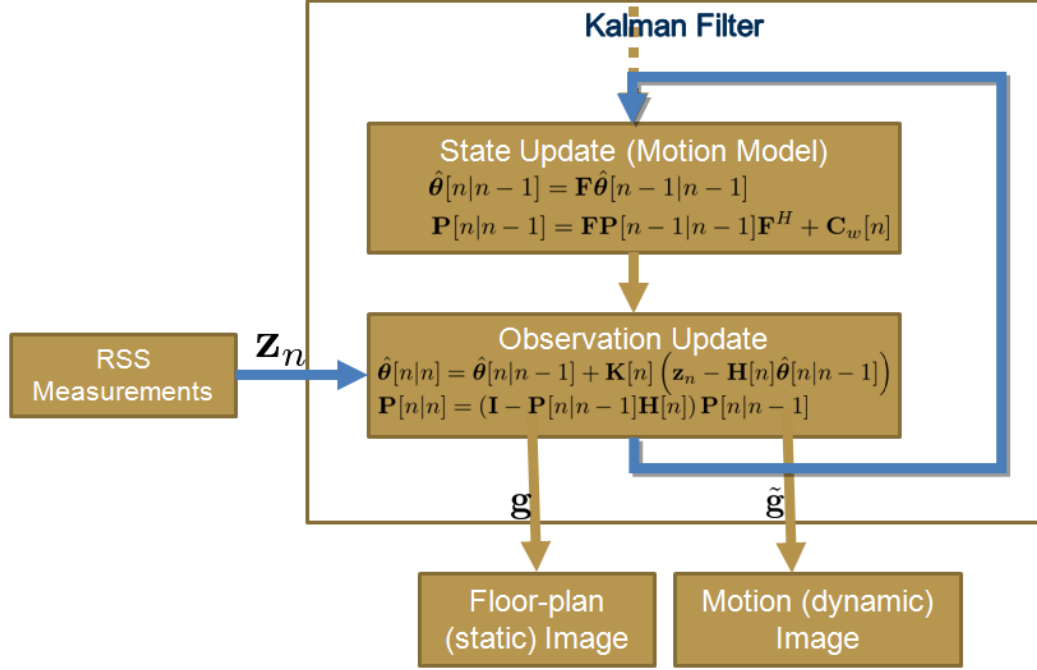 Kalman Filter
State Update (Motion Model)
θ̂[n|n − 1] = Fθ̂[n − 1|n − 1]
P[n|n − 1] = FP[n − 1|n − 1]F^H + C_w[n]
Observation Update
θ̂[n|n] = θ̂[n|n − 1] + K[n] (z_n − H[n]θ̂[n|n − 1])
P[n|n] = (I − P[n|n − 1]H[n]) P[n|n − 1]
RSS
Measurements
z_n
g
g̃
Floor-plan
(static) Image
Motion (dynamic)
Image